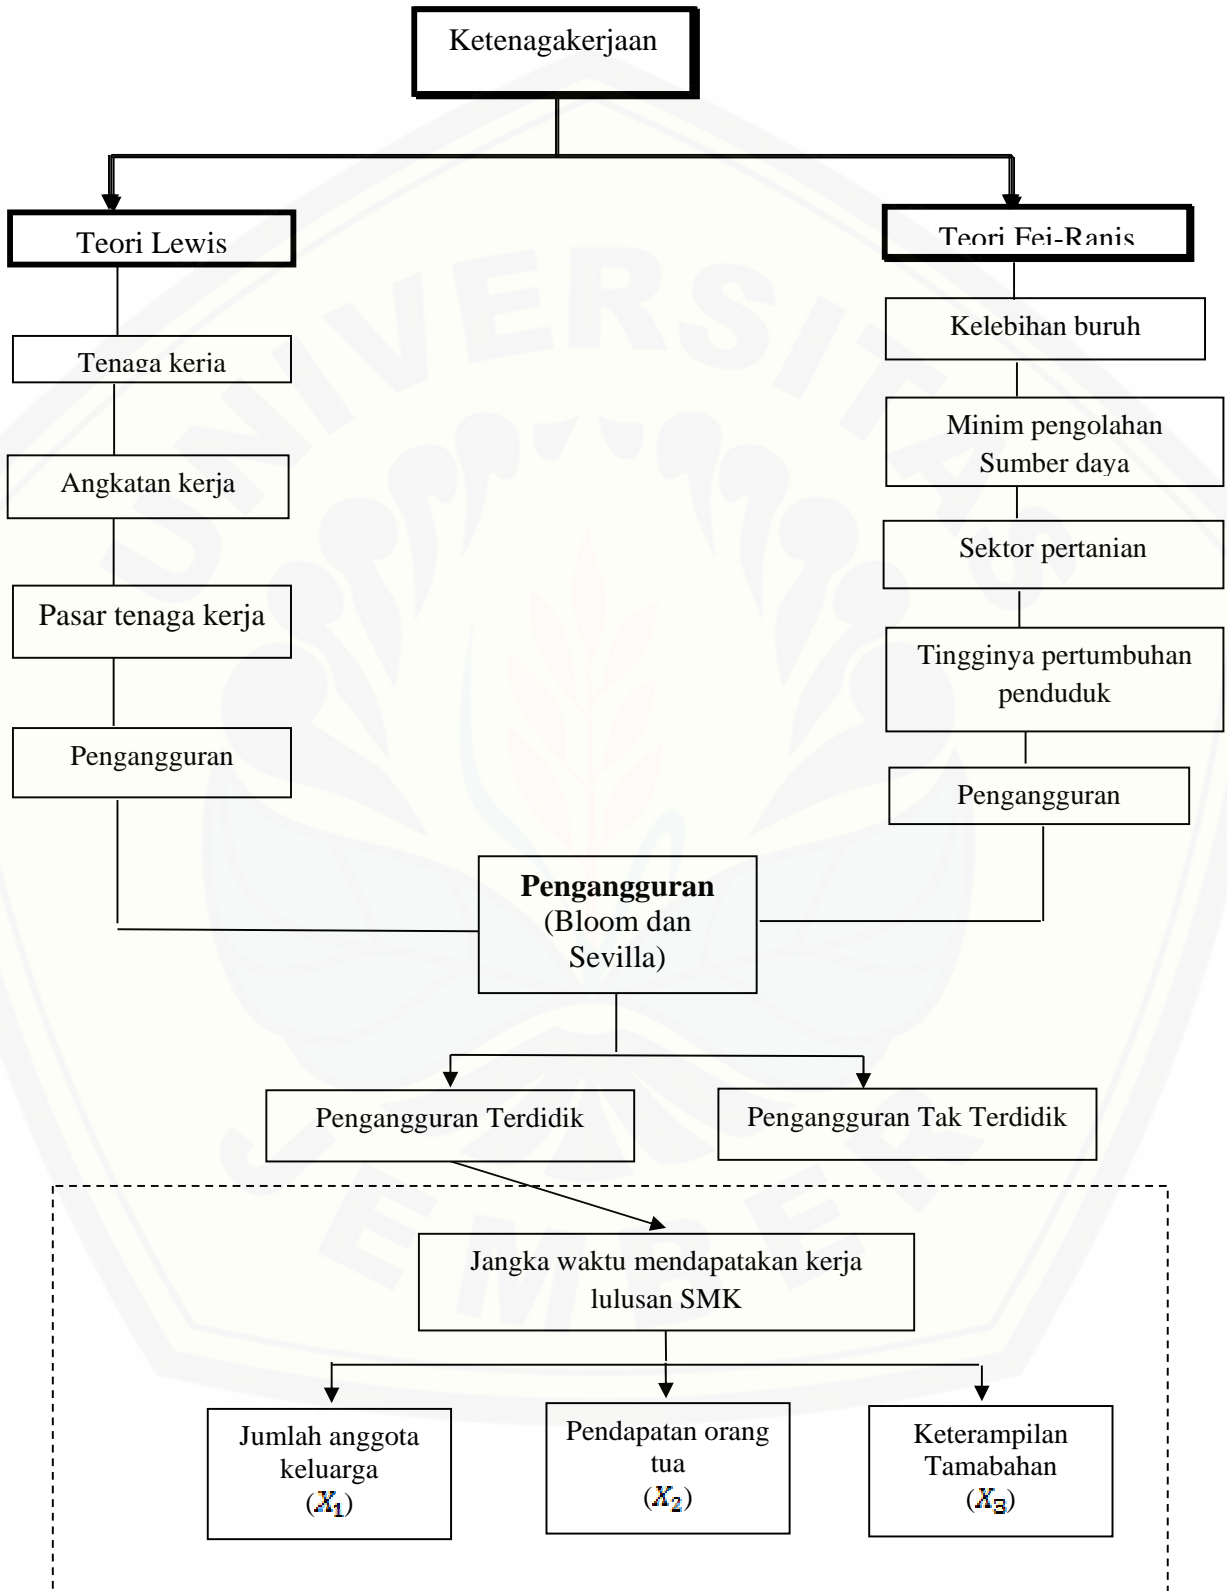 Ketenagakerjaan
Teori Lewis
Teori Fei-Ranis
Tenaga kerja
Kelebihan buruh
Angkatan kerja
Minim pengolahan
Sumber daya
Pasar tenaga kerja
Sektor pertanian
Pengangguran
Tingginya pertumbuhan
penduduk
Pengangguran
Pengangguran
(Bloom dan
Sevilla)
Pengangguran Terdidik
Pengangguran Tak Terdidik
Jangka waktu mendapatakan kerja
lulusan SMK
Jumlah anggota
keluarga
(X₁)
Pendapatan orang
tua
(X₂)
Keterampilan
Tamabahan
(X₃)
UNIVERSITAS
JEMBER